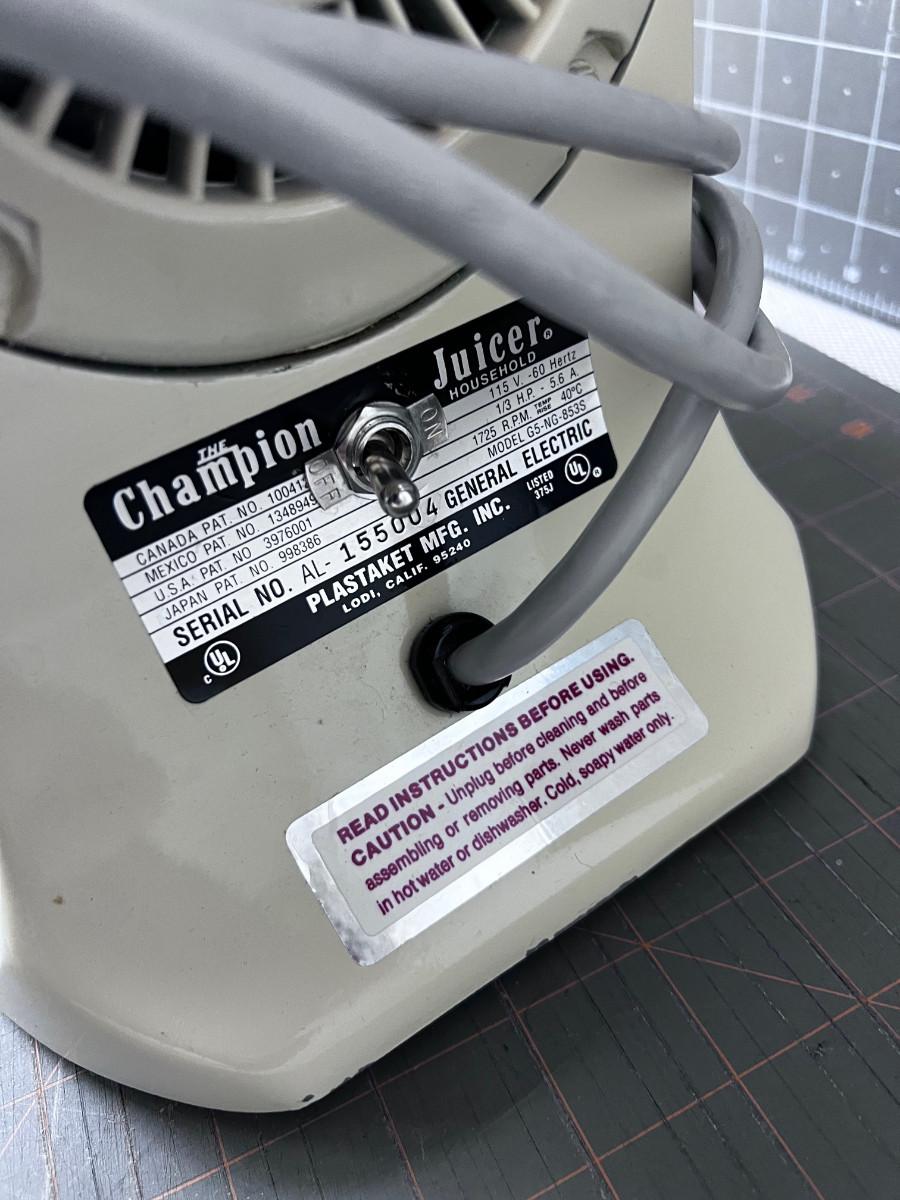 THE
Champion
Juicer®
HOUSEHOLD
OFF
ON
CANADA PAT. NO.
MEXICO PAT. NO.
U.S.A. PAT. NO 3976001
JAPAN PAT. NO. 998386
115 V. -60 Hertz
1/3 H.P. - 5.6 A.
1725 R.P.M. TEMP RISE 40ºC
MODEL G5-NG-853S
SERIAL NO. AL- 155004 GENERAL ELECTRIC
PLASTAKET MFG. INC.
LODI, CALIF. 95240
LISTED
375J
UL ®
C UL
READ INSTRUCTIONS BEFORE USING.
CAUTION - Unplug before cleaning and before
assembling or removing parts. Never wash parts
in hot water or dishwasher. Cold, soapy water only.